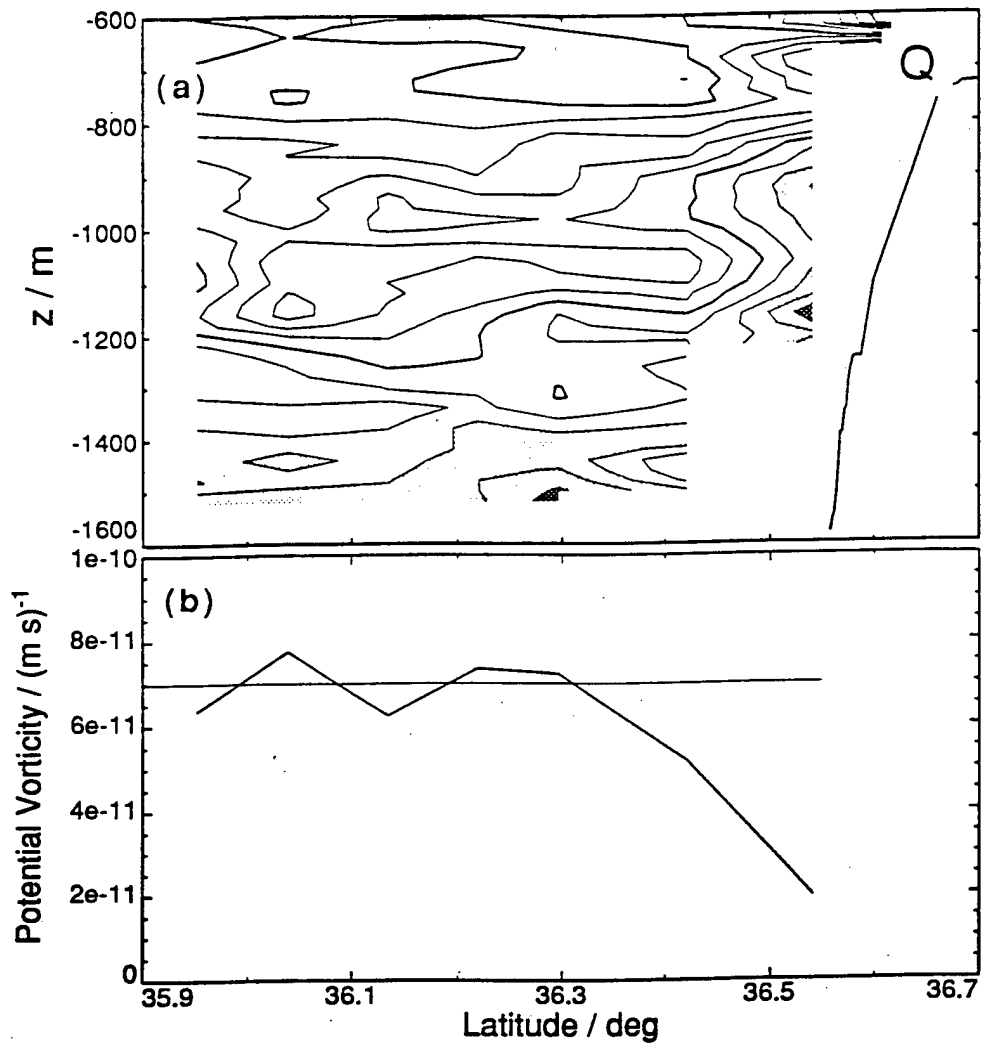 -600
(a)
Q
-800
-1000
z / m
-1200
-1400
-1600
1e-10
(b)
8e-11
6e-11
Potential Vorticity / (m s)⁻¹
4e-11
2e-11
0
35.9 36.1 36.3 36.5 36.7
Latitude / deg